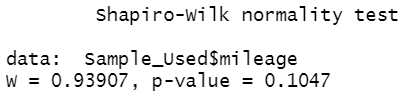 Shapiro-Wilk normality test
data:  Sample_Used$mileage
W = 0.93907, p-value = 0.1047